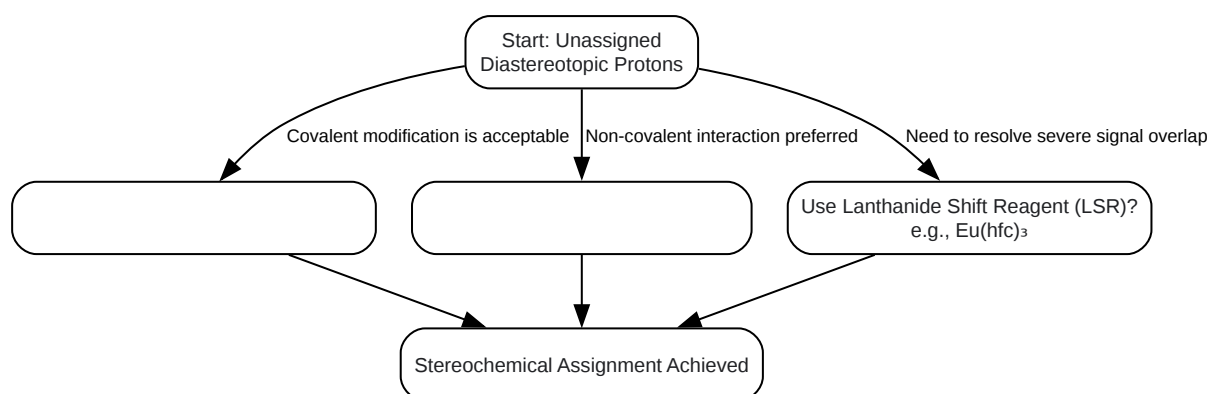 Start: Unassigned
Diastereotopic Protons
Covalent modification is acceptable
Non-covalent interaction preferred
Need to resolve severe signal overlap
Use Lanthanide Shift Reagent (LSR)?
e.g., Eu(hfc)₃
Stereochemical Assignment Achieved